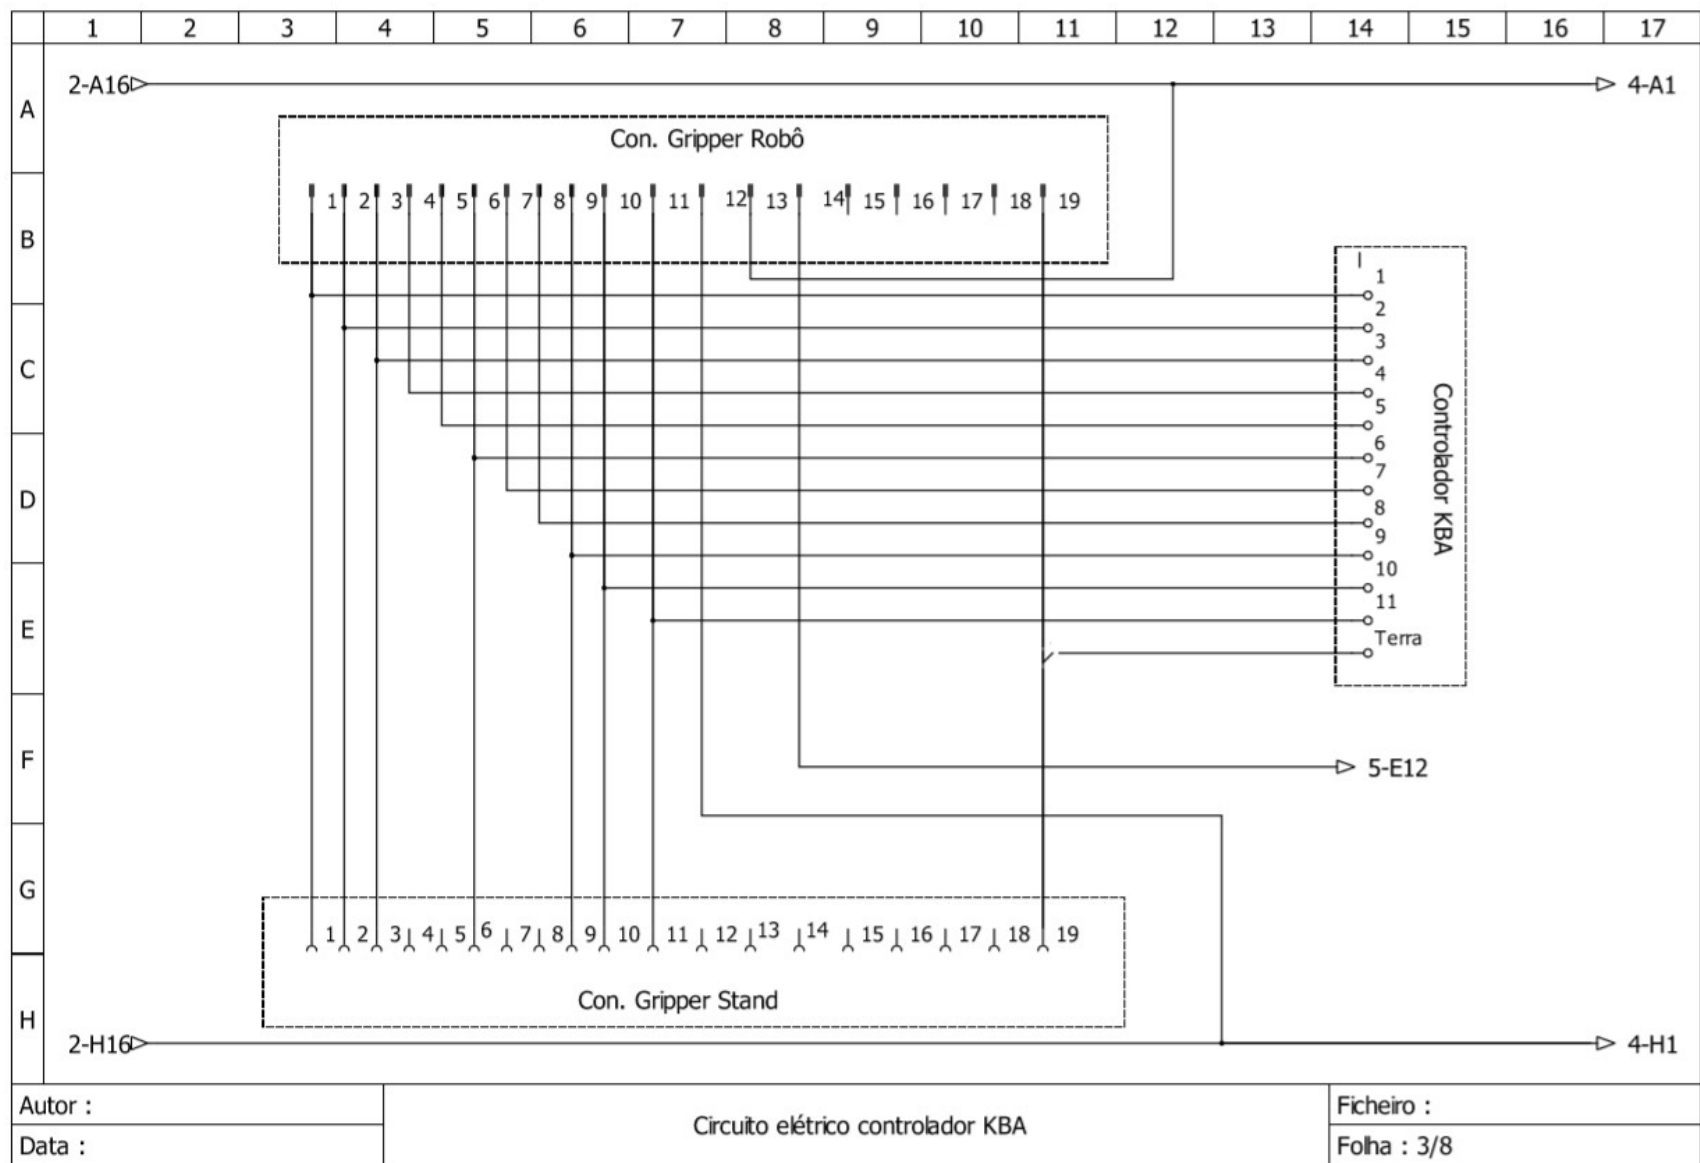 1 2 3 4 5 6 7 8 9 10 11 12 13 14 15 16 17
A
B
C
D
E
F
G
H
2-A16
4-A1
Con. Gripper Robô
1 2 3 4 5 6 7 8 9 10 11 12 13 14 15 16 17 18 19
1
2
3
4
5
6
7
8
9
10
11
Terra
Controlador KBA
5-E12
1 2 3 4 5 6 7 8 9 10 11 12 13 14 15 16 17 18 19
Con. Gripper Stand
2-H16
4-H1
Autor :
Data :
Circuito elétrico controlador KBA
Ficheiro :
Folha : 3/8